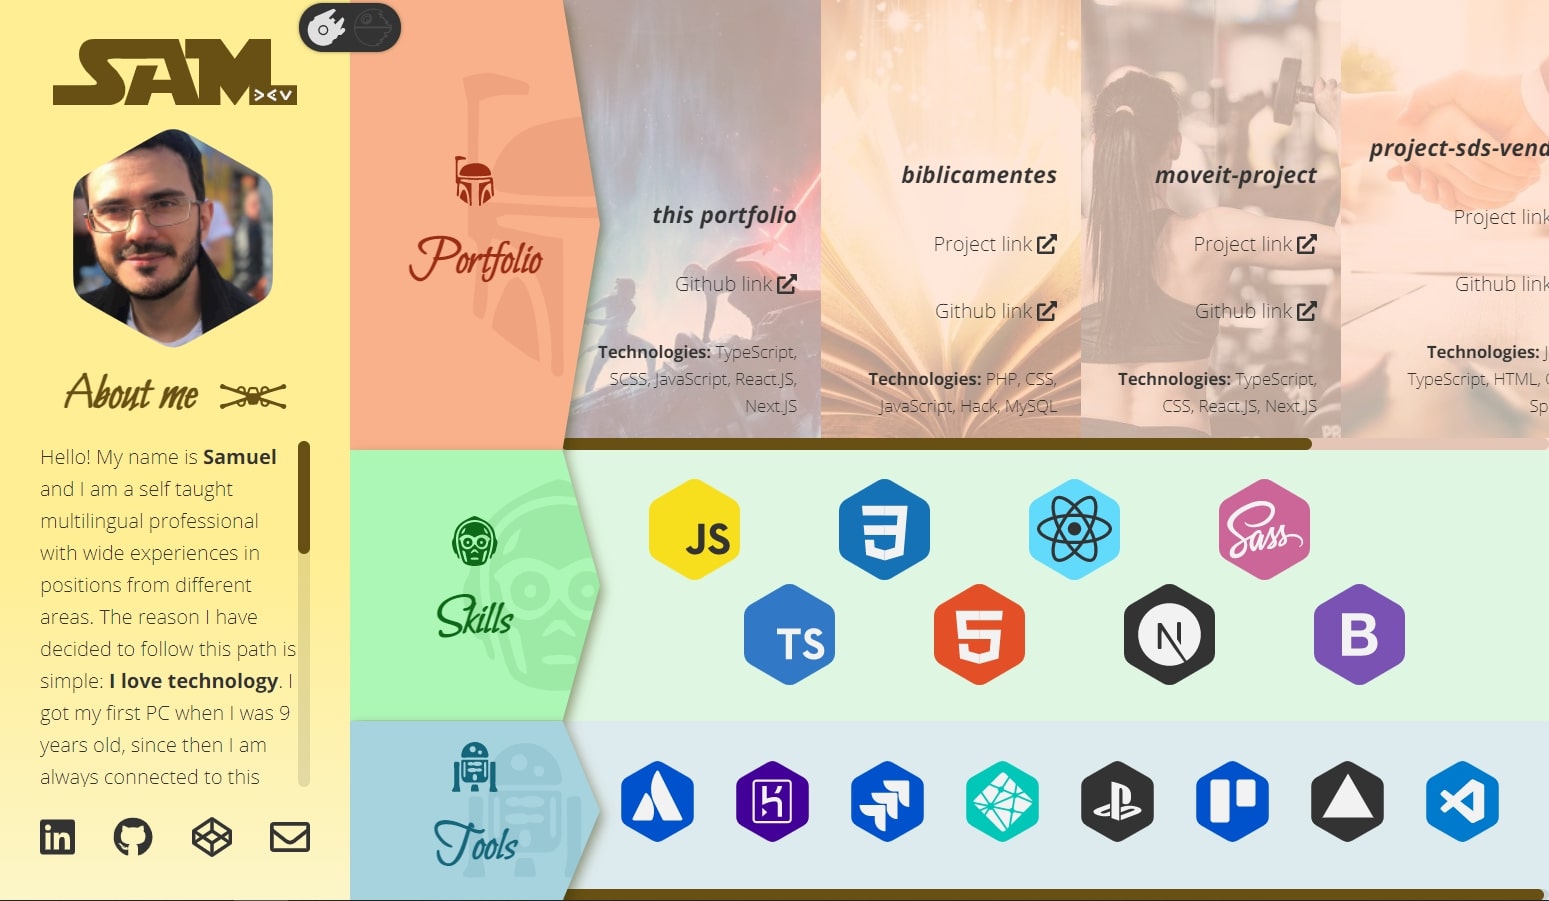 SAM
DEV
About me
Hello! My name is Samuel
and I am a self taught
multilingual professional
with wide experiences in
positions from different
areas. The reason I have
decided to follow this path is
simple: I love technology. I
got my first PC when I was 9
years old, since then I am
always connected to this
Portfolio
this portfolio
Github link
Technologies: TypeScript,
SCSS, JavaScript, React.JS,
Next.JS
biblicamentes
Project link
Github link
Technologies: PHP, CSS,
JavaScript, Hack, MySQL
moveit-project
Project link
Github link
Technologies: TypeScript,
CSS, React.JS, Next.JS
project-sds-vend
Project link
Github link
Technologies: J
TypeScript, HTML, C
Sp
Skills
JS
3
Sass
TS
5
N
B
Tools